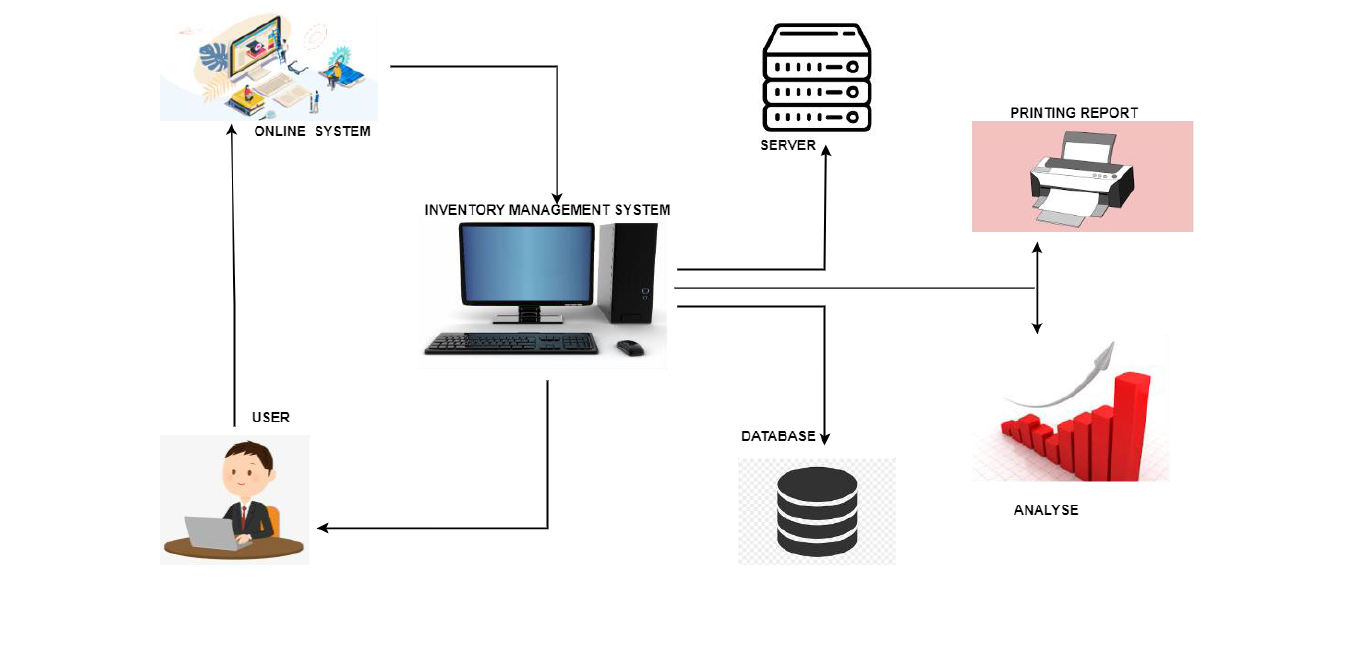 ONLINE SYSTEM
SERVER
PRINTING REPORT
INVENTORY MANAGEMENT SYSTEM
USER
DATABASE
ANALYSE